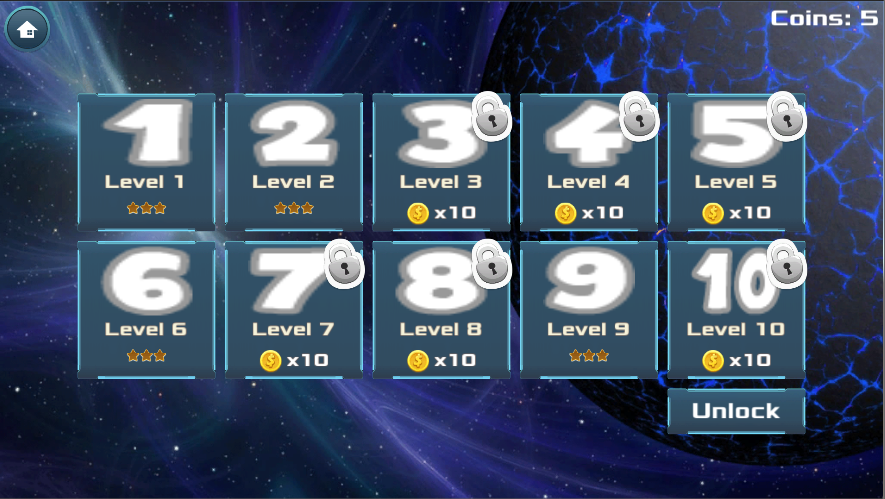 Coins: 5
1 2 3 4 5
Level 1 Level 2 Level 3 Level 4 Level 5
x10 x10 x10
6 7 8 9 10
Level 6 Level 7 Level 8 Level 9 Level 10
x10 x10 x10
Unlock